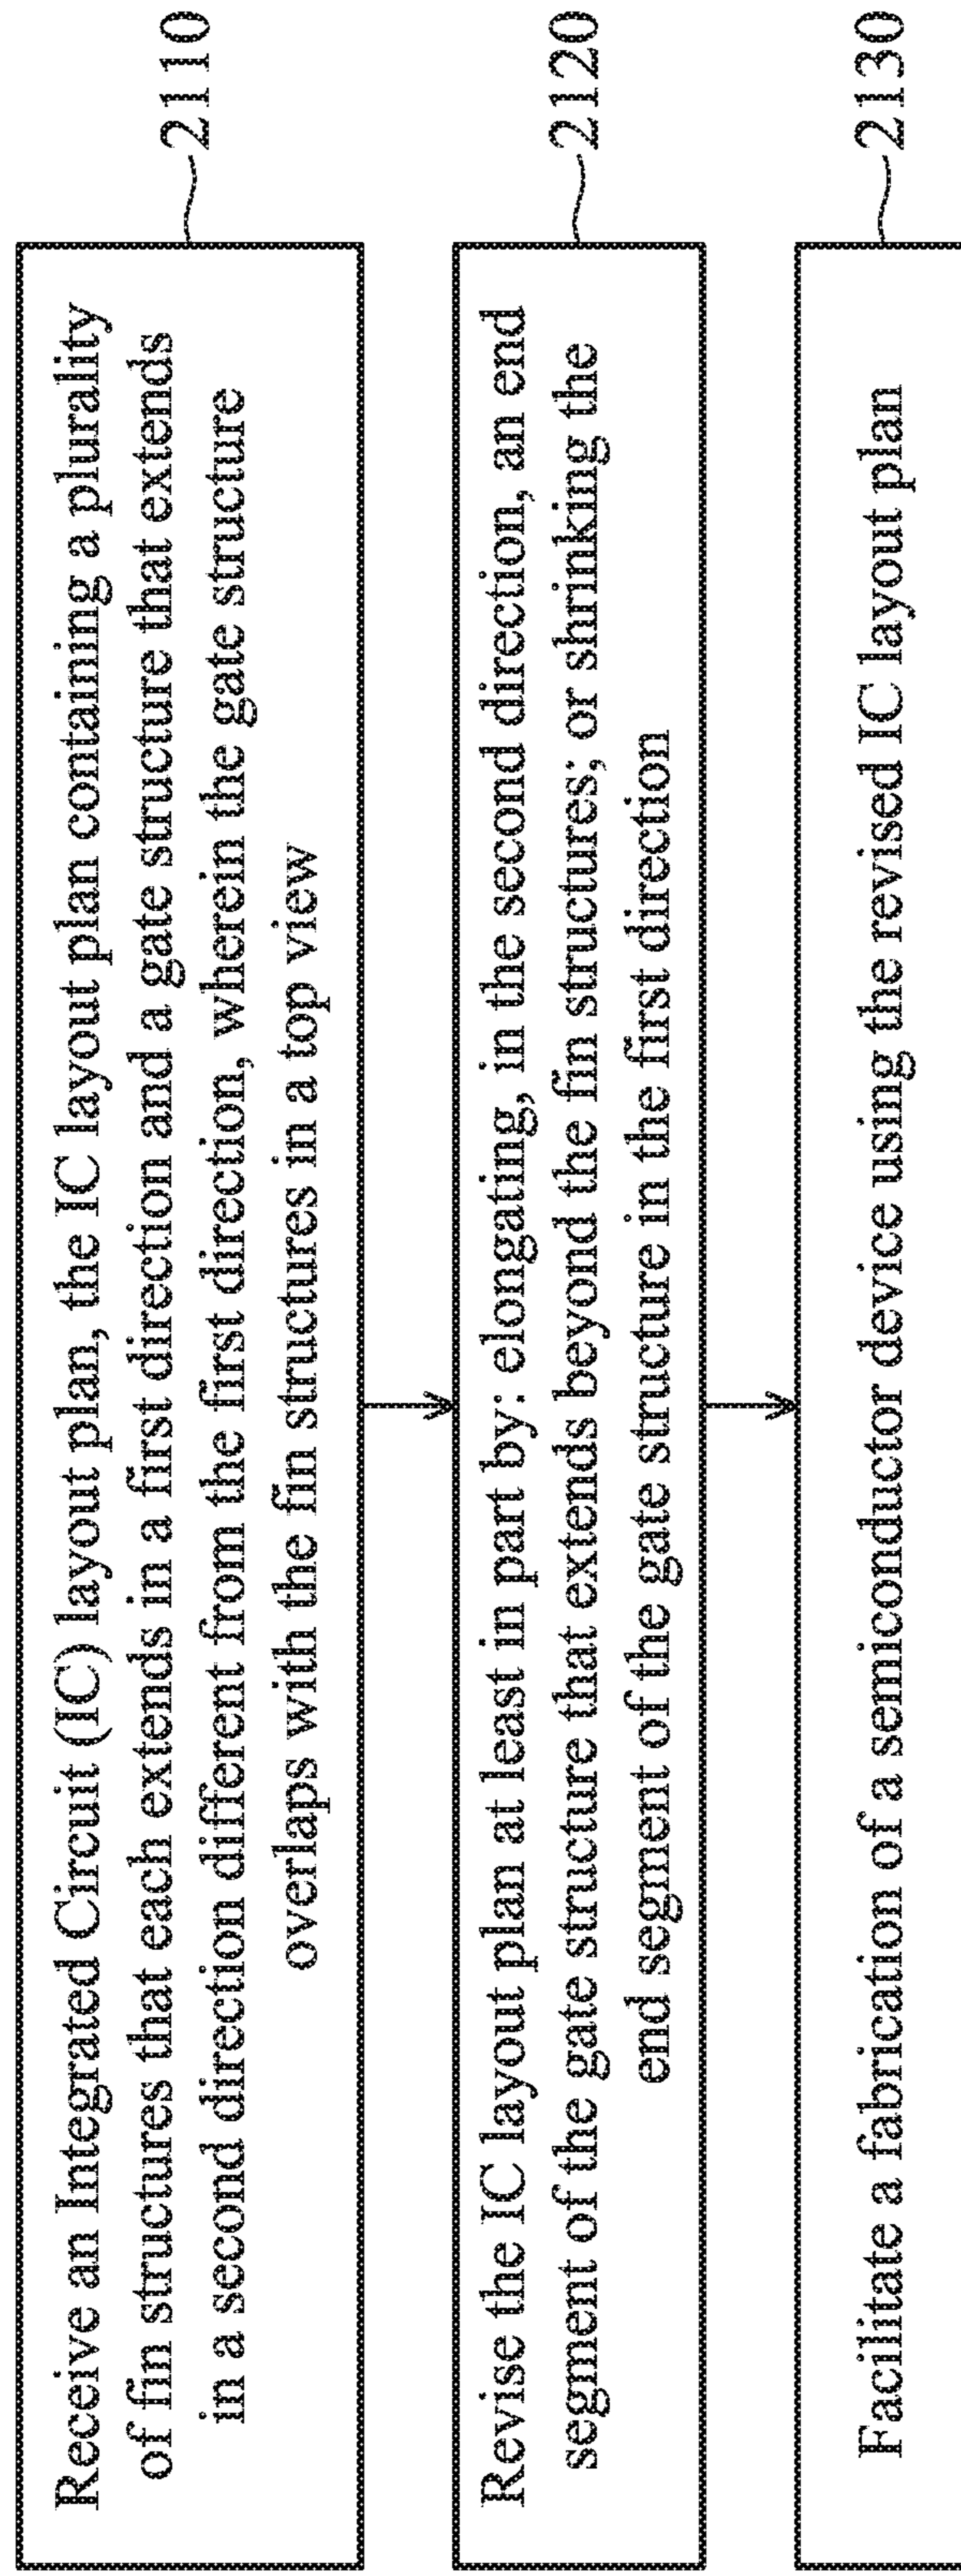 Receive an Integrated Circuit (IC) layout plan, the IC layout plan containing a plurality
of fin structures that each extends in a first direction and a gate structure that extends
in a second direction different from the first direction, wherein the gate structure
overlaps with the fin structures in a top view
2110
Revise the IC layout plan at least in part by: elongating, in the second direction, an end
segment of the gate structure that extends beyond the fin structures; or shrinking the
end segment of the gate structure in the first direction
2120
Facilitate a fabrication of a semiconductor device using the revised IC layout plan
2130